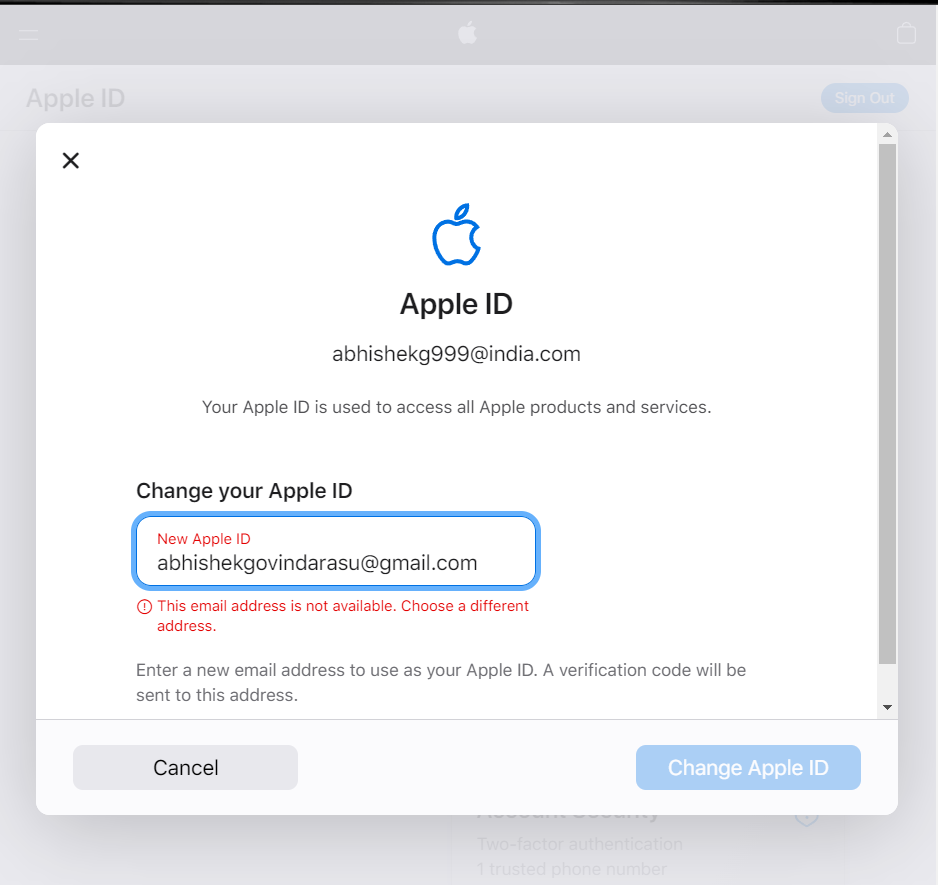 Apple ID
Sign Out
Apple ID
abhishekg999@india.com
Your Apple ID is used to access all Apple products and services.
Change your Apple ID
New Apple ID
abhishekgovindarasu@gmail.com
This email address is not available. Choose a different
address.
Enter a new email address to use as your Apple ID. A verification code will be
sent to this address.
Cancel
Change Apple ID
Account Security
Two-factor authentication
1 trusted phone number